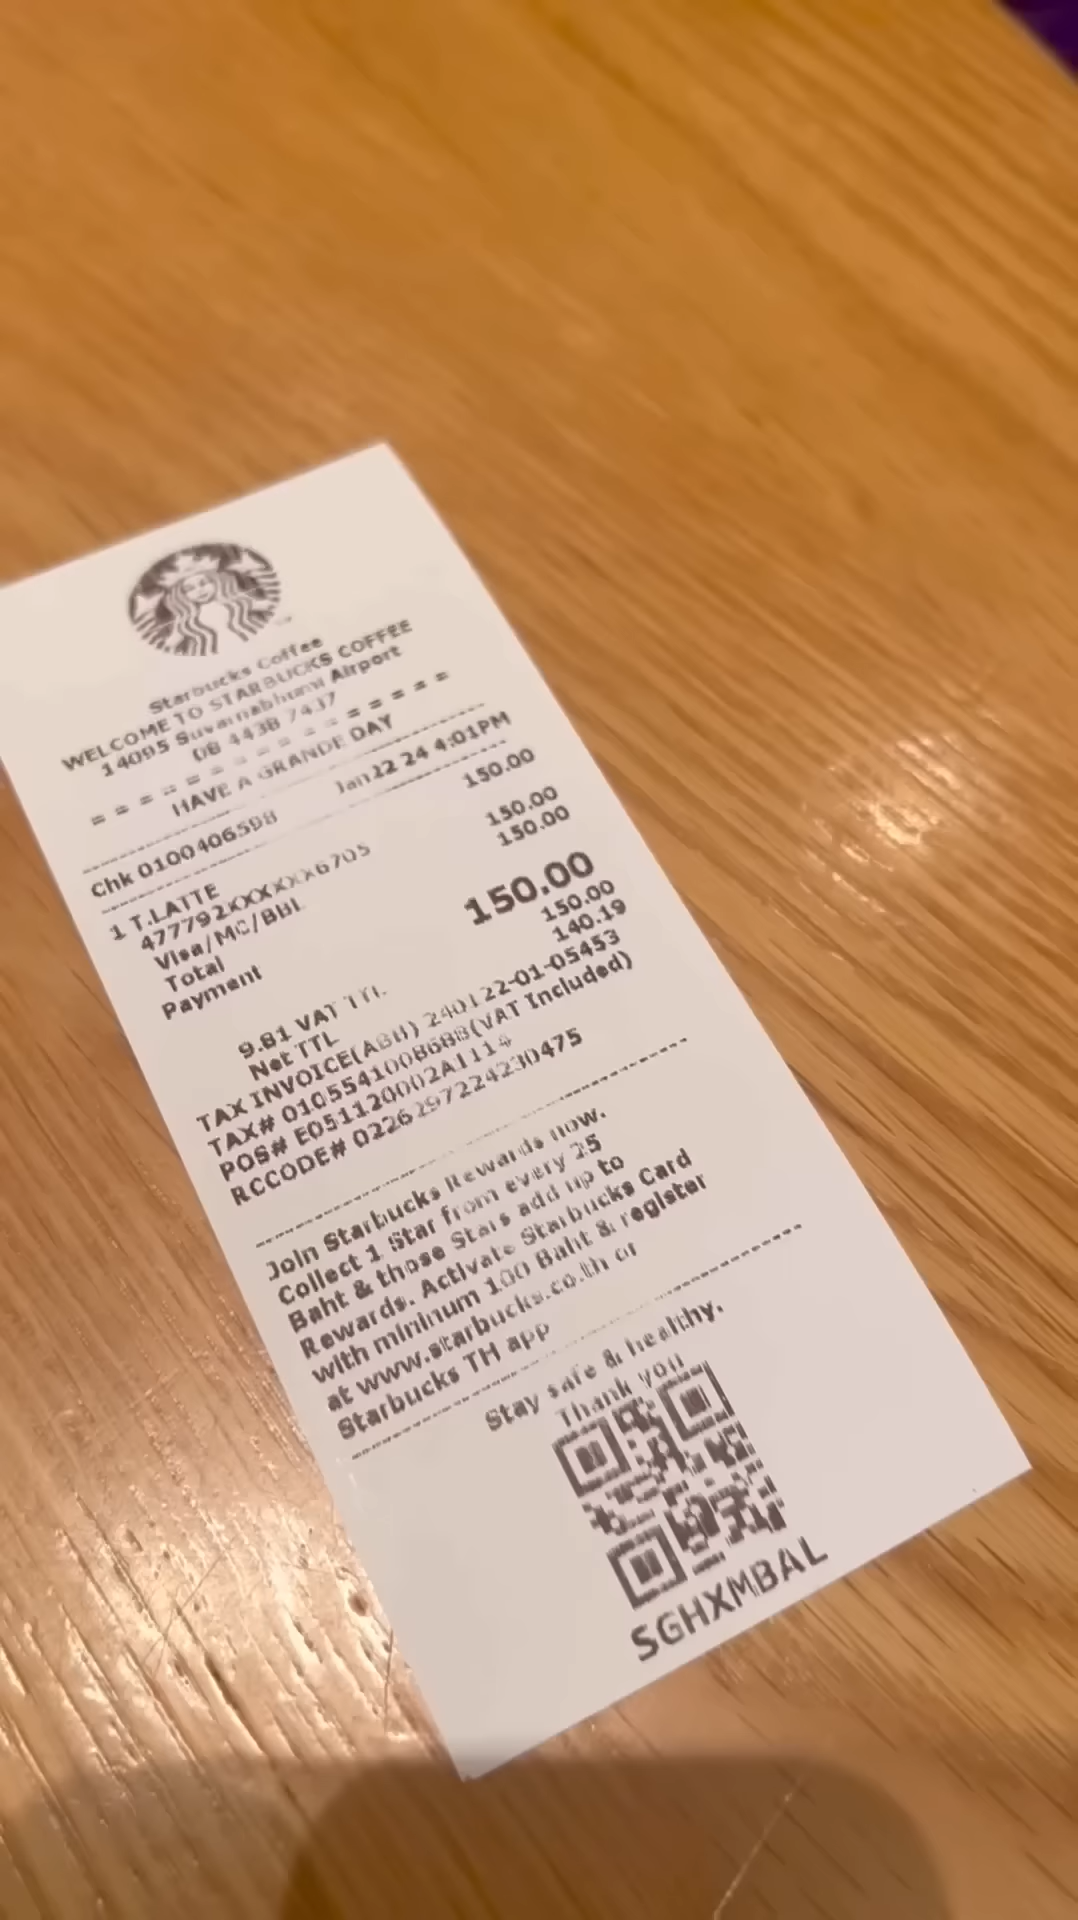 Starbucks Coffee
WELCOME TO STARBUCKS COFFEE
14095 Suvarnabhumi Airport
08 4438 7437
= = = = = = = = = = = = = = =
HAVE A GRANDE DAY
Chk 0100406598 Jan22 24 4:01PM
1 T.LATTE 150.00
477792XXXXXX6705
Visa/MC/BBL 150.00
Total 150.00
Payment 150.00
150.00
9.81 VAT TTL 140.19
Net TTL
TAX INVOICE(ABB) 240122-01-05453
TAX# 0105541008688(VAT Included)
POS# E051120002A1114
RCCODE# 0226297224230475
Join Starbucks Rewards now.
Collect 1 Star from every 25
Baht & those Stars add up to
Rewards. Activate Starbucks Card
with mininum 100 Baht & register
at www.starbucks.co.th or
Starbucks TH app
Stay safe & healthy.
Thank you
SGHXMBAL